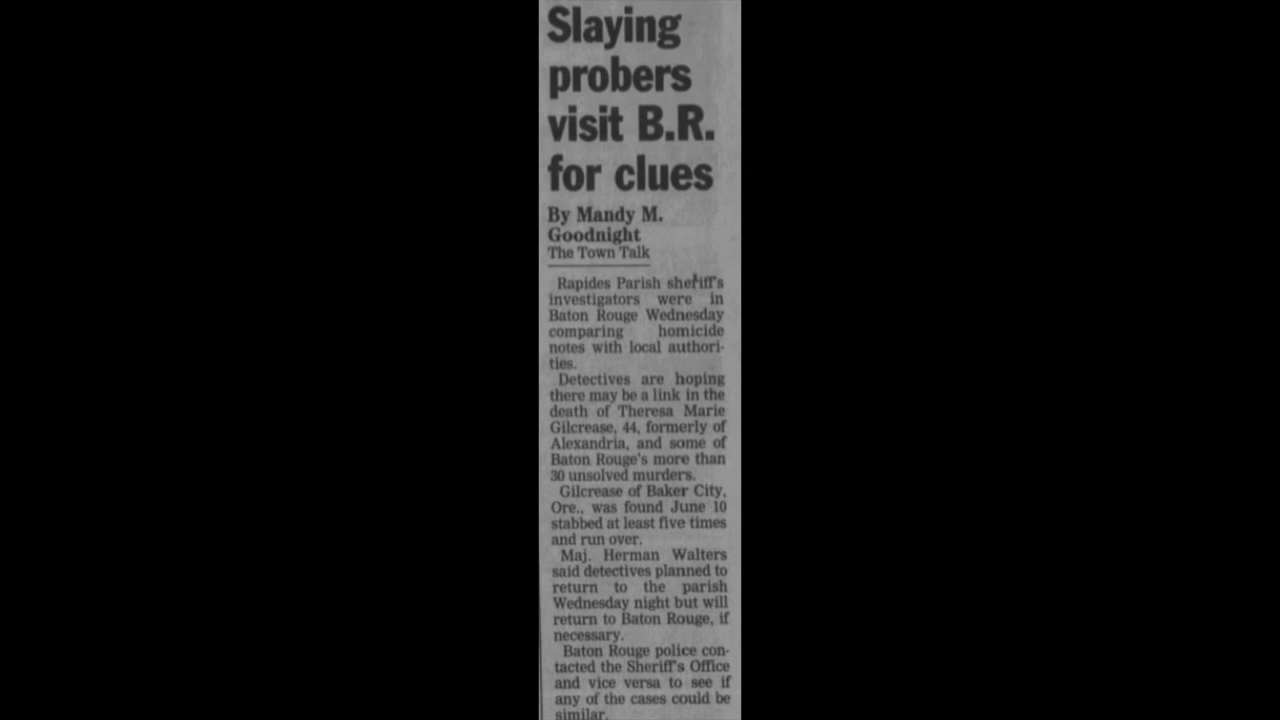 Slaying
probers
visit B.R.
for clues
By Mandy M.
Goodnight
The Town Talk
Rapides Parish sheriff's
investigators were in
Baton Rouge Wednesday
comparing homicide
notes with local authori-
ties.
Detectives are hoping
there may be a link in the
death of Theresa Marie
Gilcrease, 44, formerly of
Alexandria, and some of
Baton Rouge's more than
30 unsolved murders.
Gilcrease of Baker City,
Ore., was found June 10
stabbed at least five times
and run over.
Maj. Herman Walters
said detectives planned to
return to the parish
Wednesday night but will
return to Baton Rouge, if
necessary.
Baton Rouge police con-
tacted the Sheriff's Office
and vice versa to see if
any of the cases could be
similar.